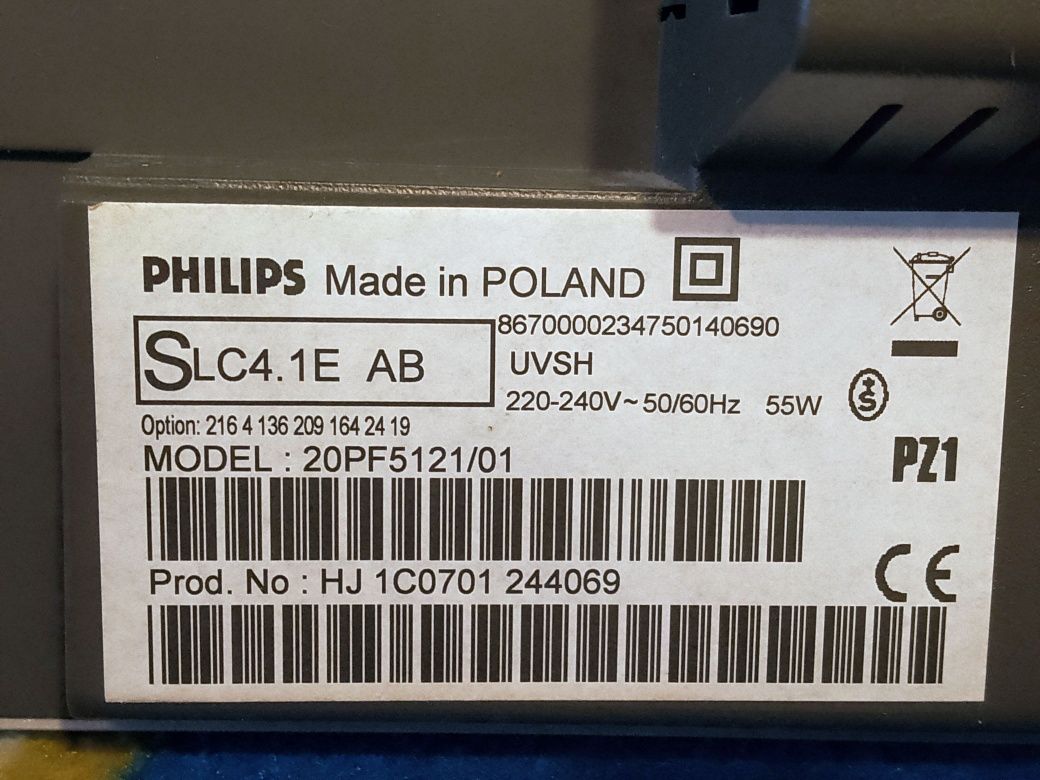 PHILIPS Made in POLAND
8670000234750140690
SLC4.1E AB
UVSH
220-240V~50/60Hz 55W
S
Option: 216 4 136 209 164 24 19
MODEL : 20PF5121/01
PZ1
Prod. No : HJ 1C0701 244069
CE